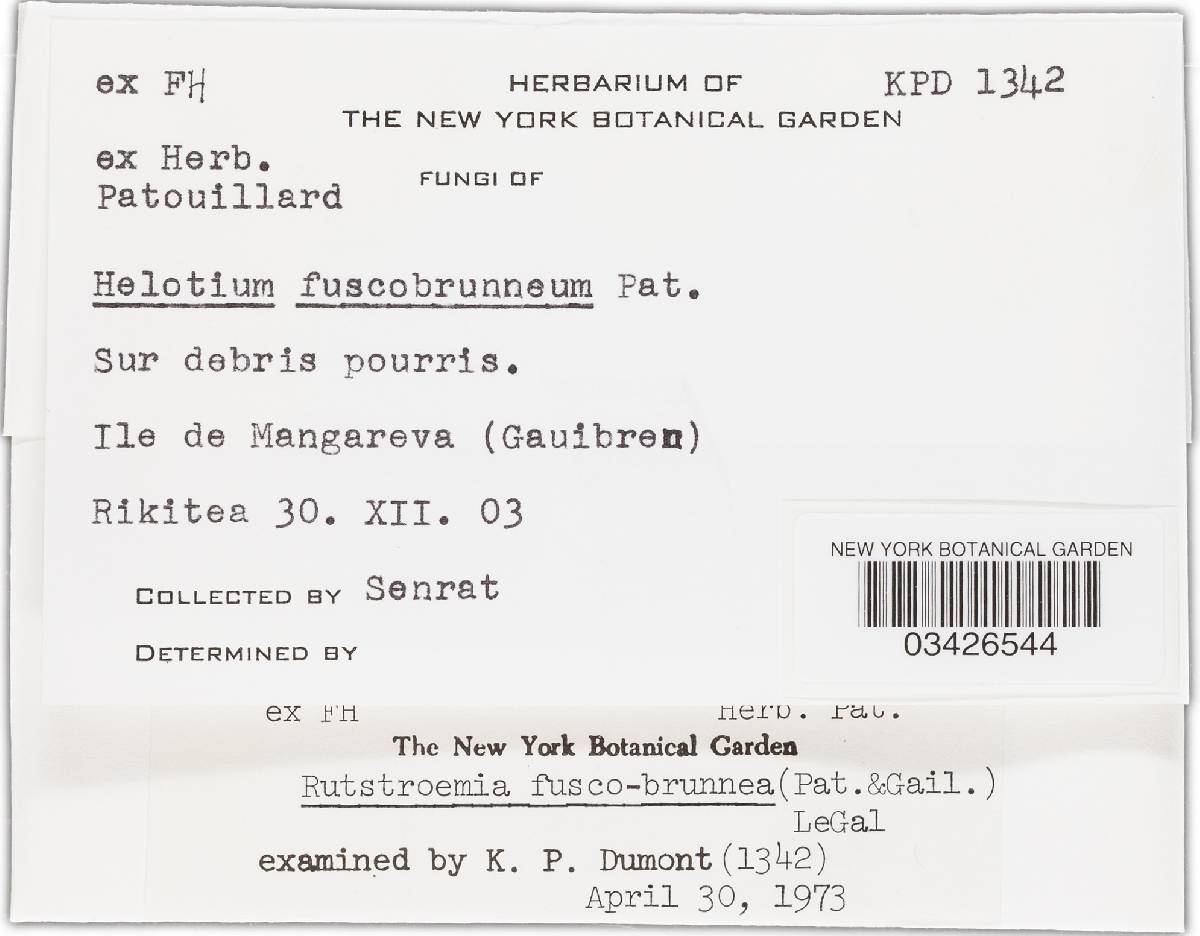 ex FH HERBARIUM OF KPD 1342
THE NEW YORK BOTANICAL GARDEN
ex Herb.
Patouillard FUNGI OF
Helotium fuscobrunneum Pat.
Sur debris pourris.
Ile de Mangareva (Gauibren)
Rikitea 30. XII. 03
COLLECTED BY Senrat
DETERMINED BY
NEW YORK BOTANICAL GARDEN
03426544
ex FH Herb. Pat.
The New York Botanical Garden
Rutstroemia fusco-brunnea(Pat.&Gail.)
LeGal
examined by K. P. Dumont (1342)
April 30, 1973